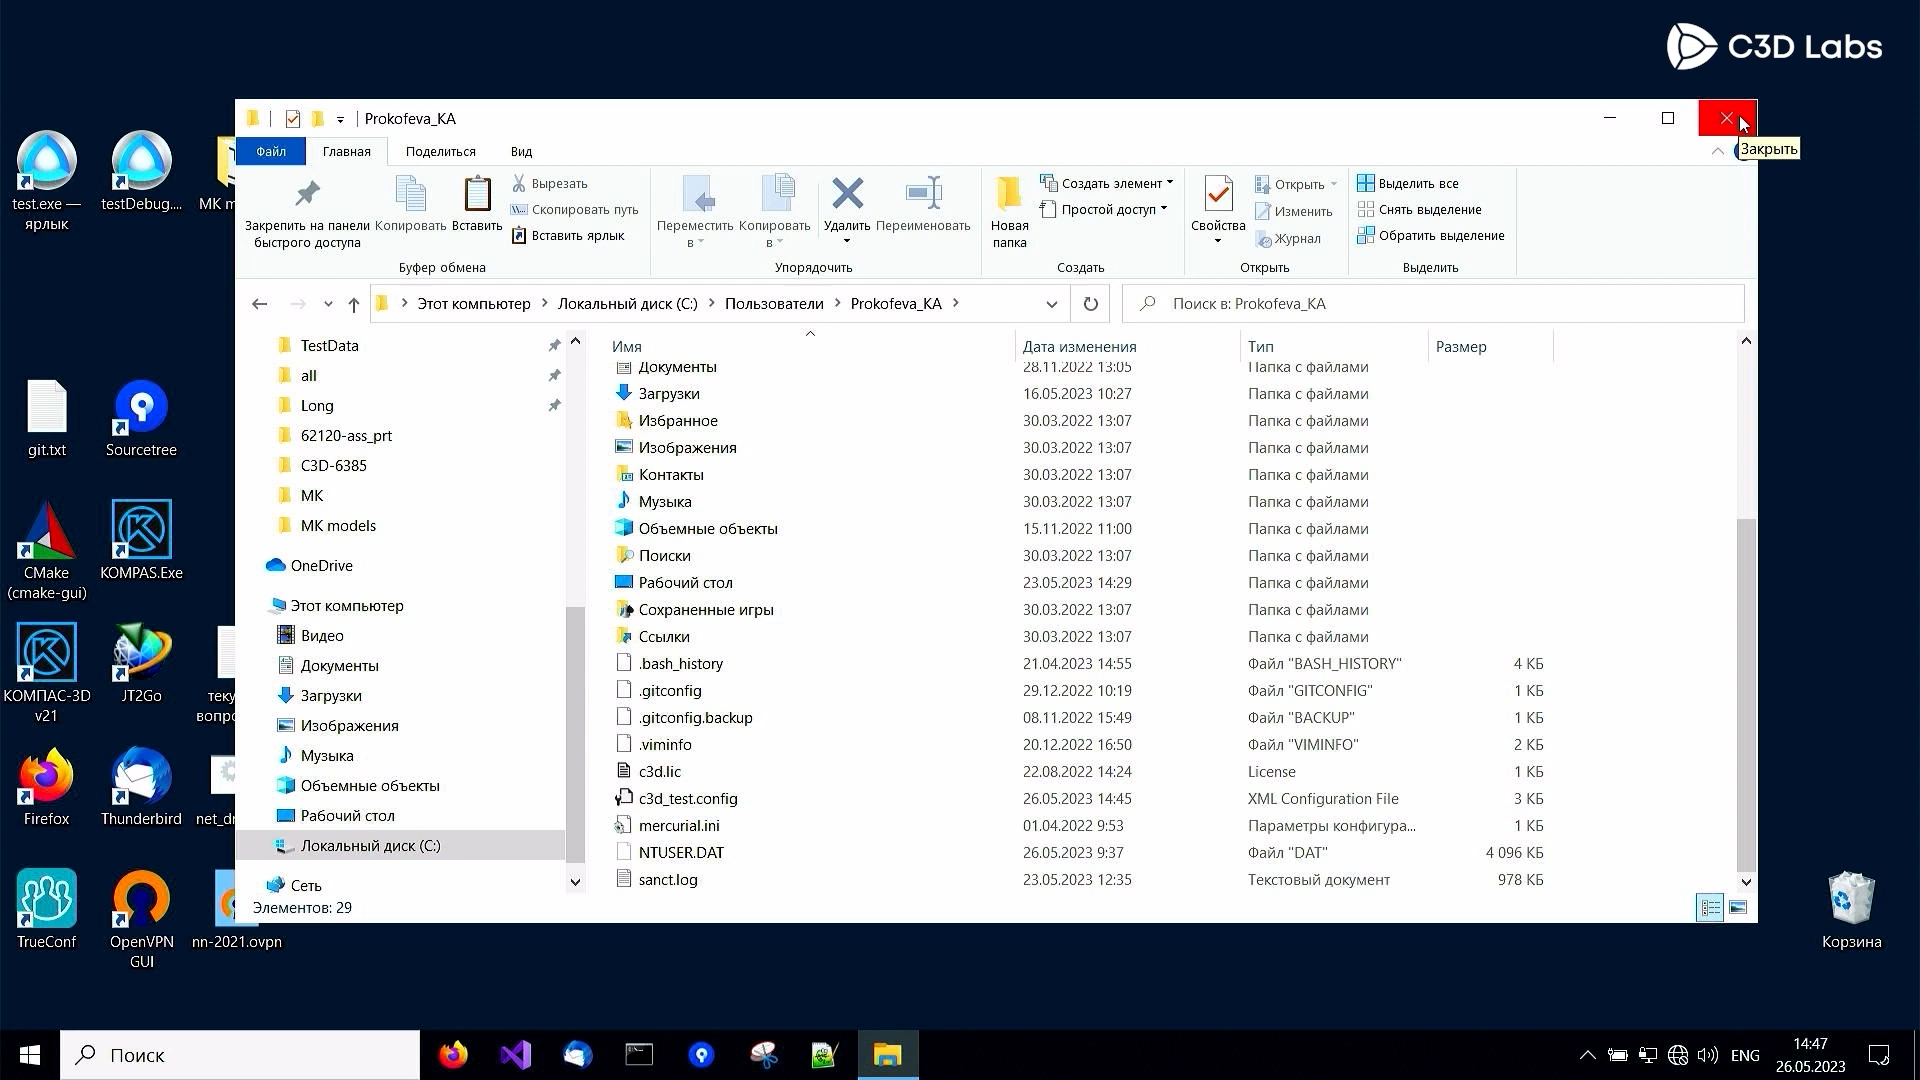 C3D Labs
Prokofeva_KA
Закрыть
Файл
Главная
Поделиться
Вид
Закрепить на панели
быстрого доступа
Копировать
Вставить
Вырезать
Скопировать путь
Вставить ярлык
Буфер обмена
Переместить
в
Копировать
в
Удалить
Переименовать
Упорядочить
Новая
папка
Создать элемент
Простой доступ
Создать
Свойства
Открыть
Изменить
Журнал
Открыть
Выделить все
Снять выделение
Обратить выделение
Выделить
Этот компьютер
Локальный диск (C:)
Пользователи
Prokofeva_KA
Поиск в: Prokofeva_KA
TestData
all
Long
62120-ass_prt
C3D-6385
MK
MK models
OneDrive
Этот компьютер
Видео
Документы
Загрузки
Изображения
Музыка
Объемные объекты
Рабочий стол
Локальный диск (C:)
Сеть
Имя Дата изменения Тип Размер
Документы 28.11.2022 13:05 Папка с файлами
Загрузки 16.05.2023 10:27 Папка с файлами
Избранное 30.03.2022 13:07 Папка с файлами
Изображения 30.03.2022 13:07 Папка с файлами
Контакты 30.03.2022 13:07 Папка с файлами
Музыка 30.03.2022 13:07 Папка с файлами
Объемные объекты 15.11.2022 11:00 Папка с файлами
Поиски 30.03.2022 13:07 Папка с файлами
Рабочий стол 23.05.2023 14:29 Папка с файлами
Сохраненные игры 30.03.2022 13:07 Папка с файлами
Ссылки 30.03.2022 13:07 Папка с файлами
.bash_history 21.04.2023 14:55 Файл "BASH_HISTORY" 4 КБ
.gitconfig 29.12.2022 10:19 Файл "GITCONFIG" 1 КБ
.gitconfig.backup 08.11.2022 15:49 Файл "BACKUP" 1 КБ
.viminfo 20.12.2022 16:50 Файл "VIMINFO" 2 КБ
c3d.lic 22.08.2022 14:24 License 1 КБ
c3d_test.config 26.05.2023 14:45 XML Configuration File 3 КБ
mercurial.ini 01.04.2022 9:53 Параметры конфигура... 1 КБ
NTUSER.DAT 26.05.2023 9:37 Файл "DAT" 4 096 КБ
sanct.log 23.05.2023 12:35 Текстовый документ 978 КБ
Элементов: 29
test.exe —
ярлык
testDebug....
MK m
git.txt
Sourcetree
CMake
(cmake-gui)
KOMPAS.Exe
КОМПАС-3D
v21
JT2Go
теку
вопро
Firefox
Thunderbird
net_dr
TrueConf
OpenVPN
GUI
nn-2021.ovpn
Корзина
Поиск
ENG
14:47
26.05.2023